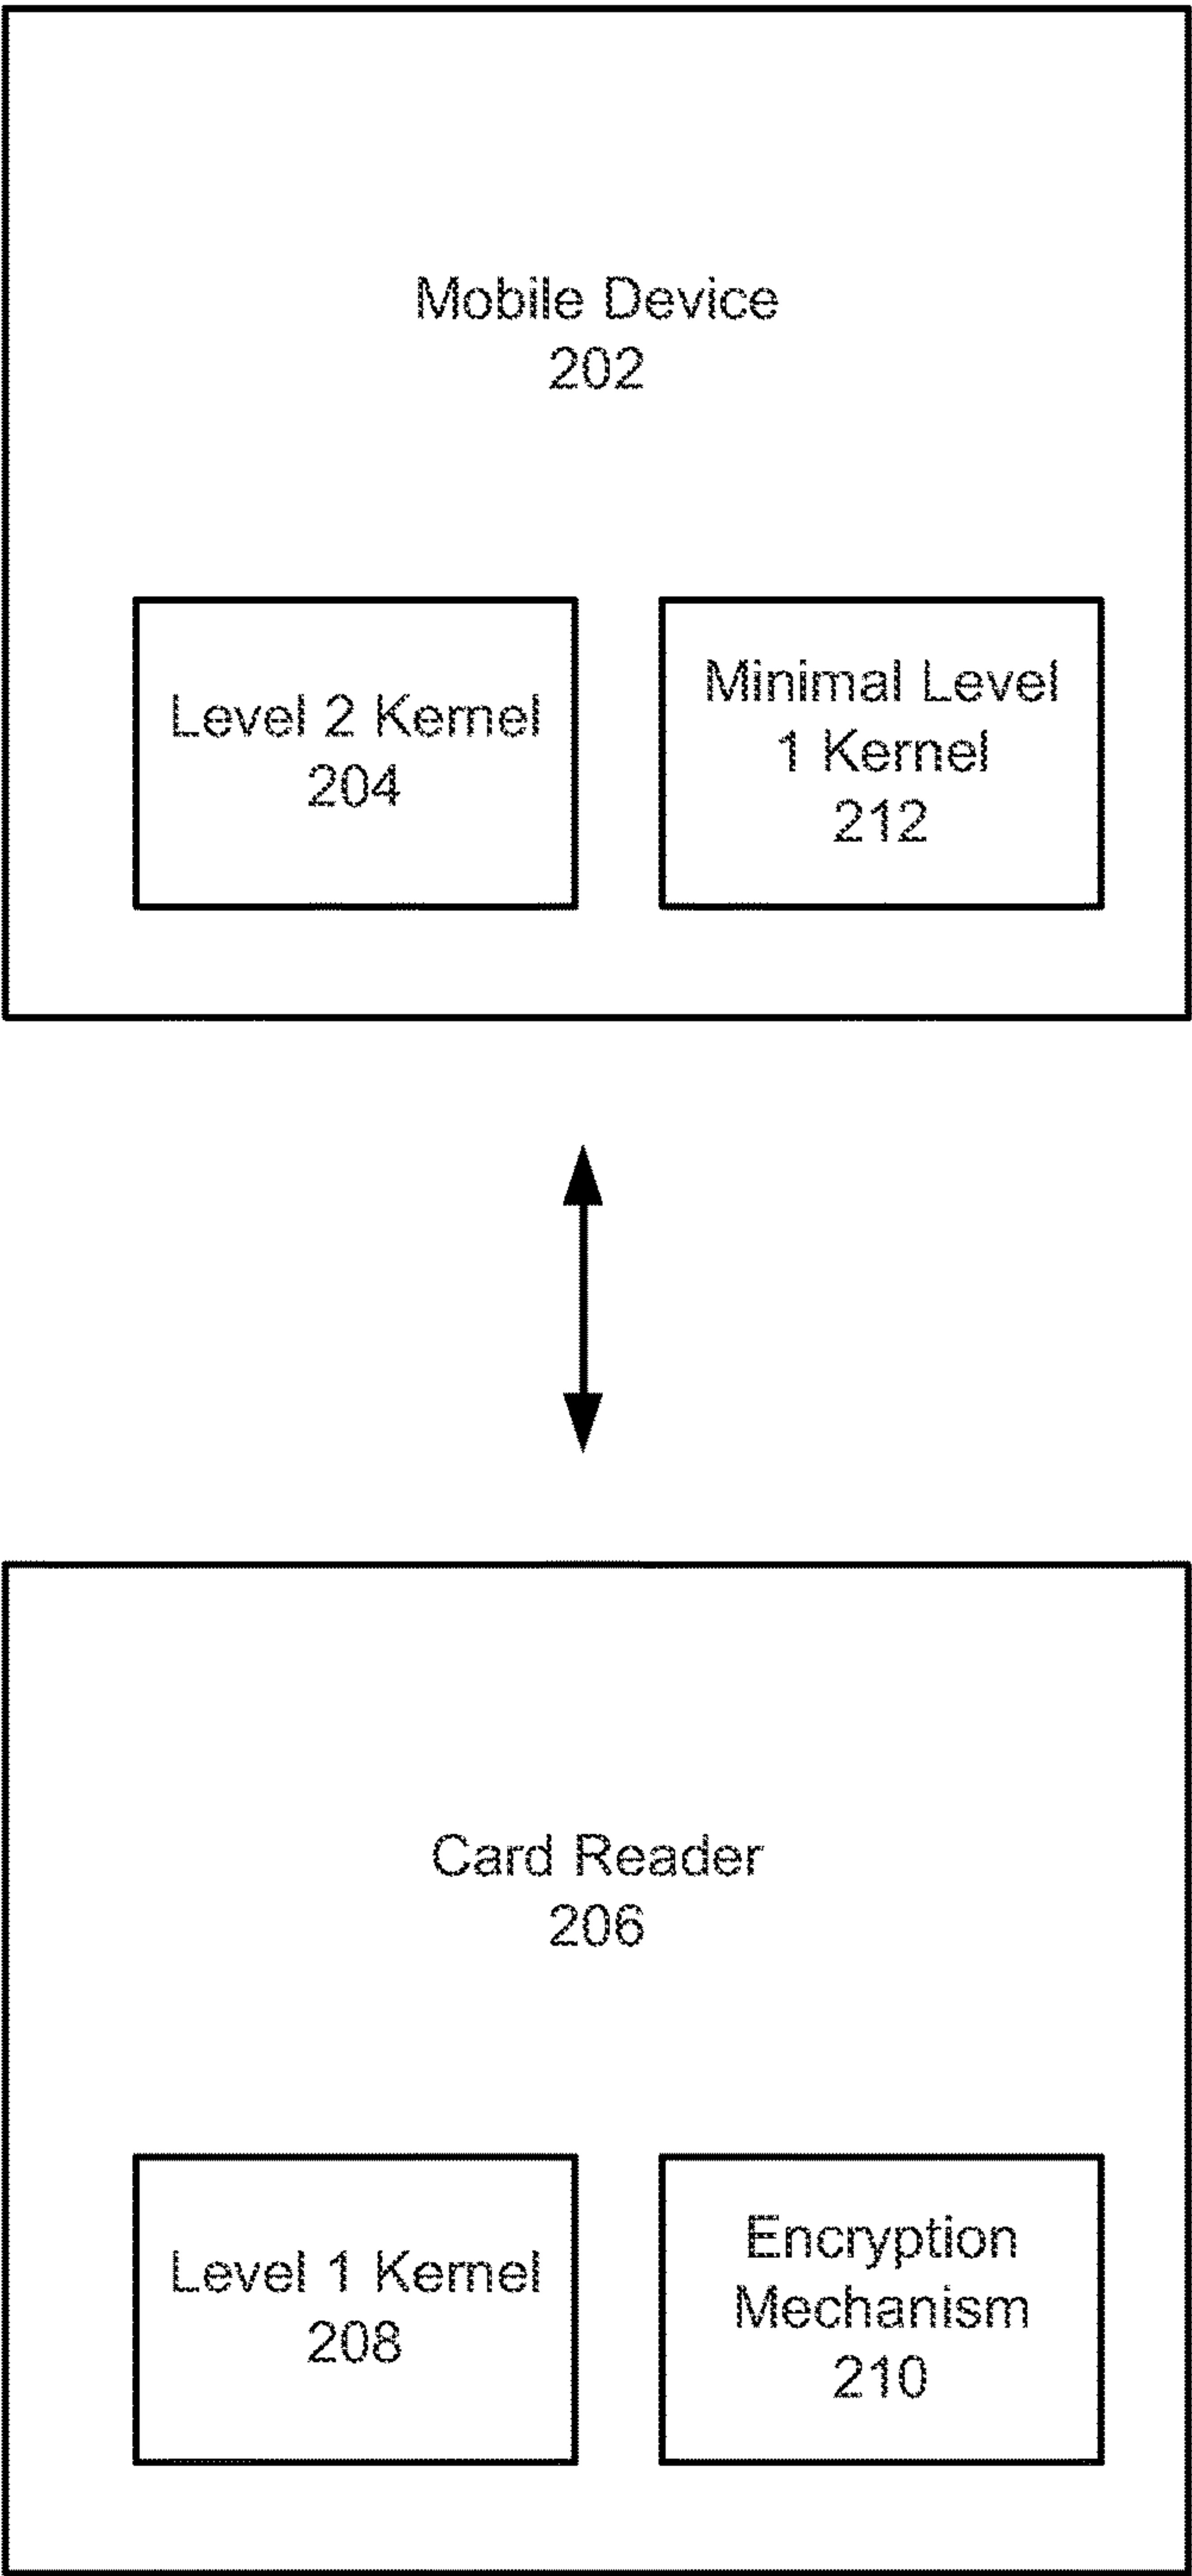 Mobile Device
202
Level 2 Kernel
204
Minimal Level
1 Kernel
212
Card Reader
206
Level 1 Kernel
208
Encryption
Mechanism
210